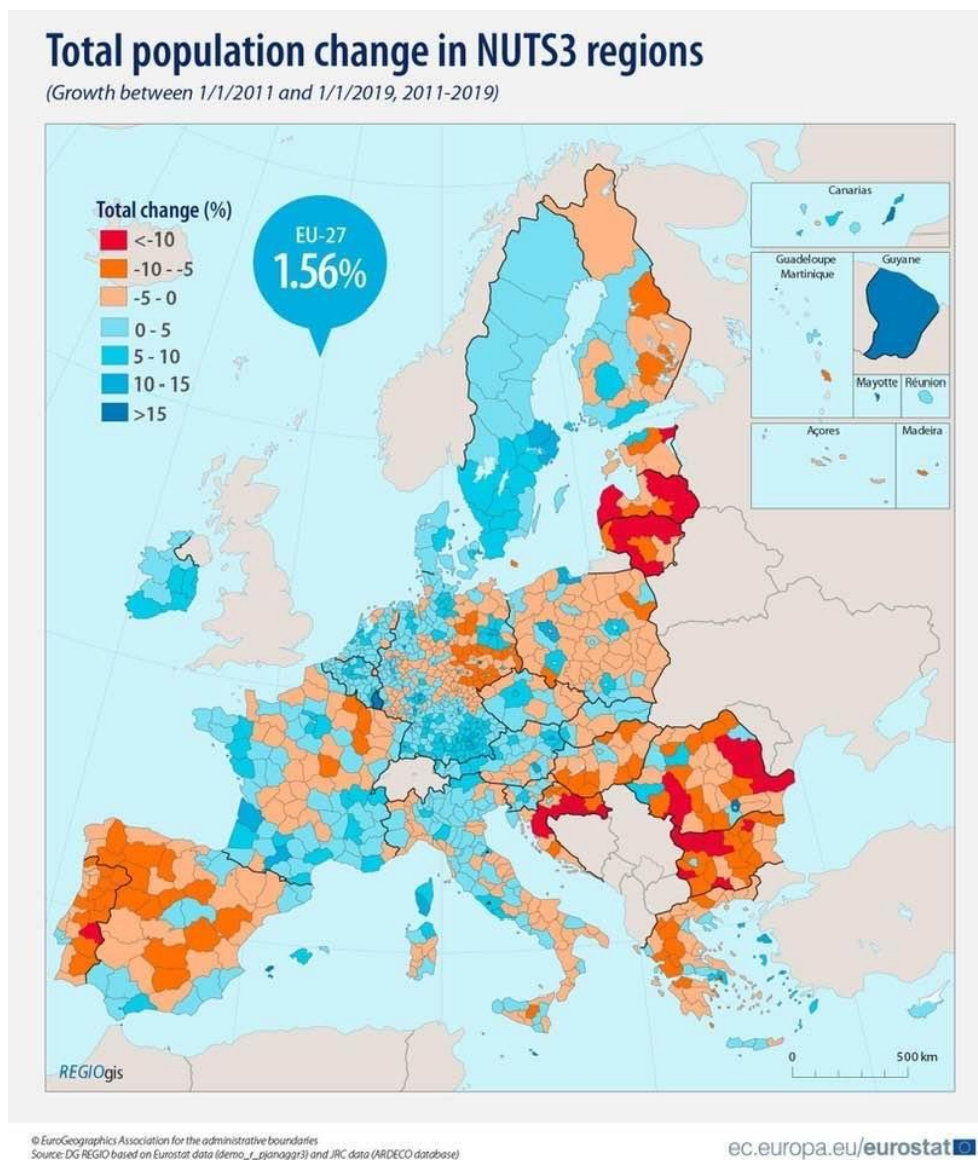 Total population change in NUTS3 regions
(Growth between 1/1/2011 and 1/1/2019, 2011-2019)
Total change (%)
<-10
-10 - -5
-5 - 0
0 - 5
5 - 10
10 - 15
>15
EU-27
1.56%
Canarias
Guadeloupe
Martinique
Guyane
Mayotte
Réunion
Açores
Madeira
REGIOgis
0
500 km
© EuroGeographics Association for the administrative boundaries
Source: DG REGIO based on Eurostat data (demo_r_pjanaggr3) and JRC data (ARDECO database)
ec.europa.eu/eurostat